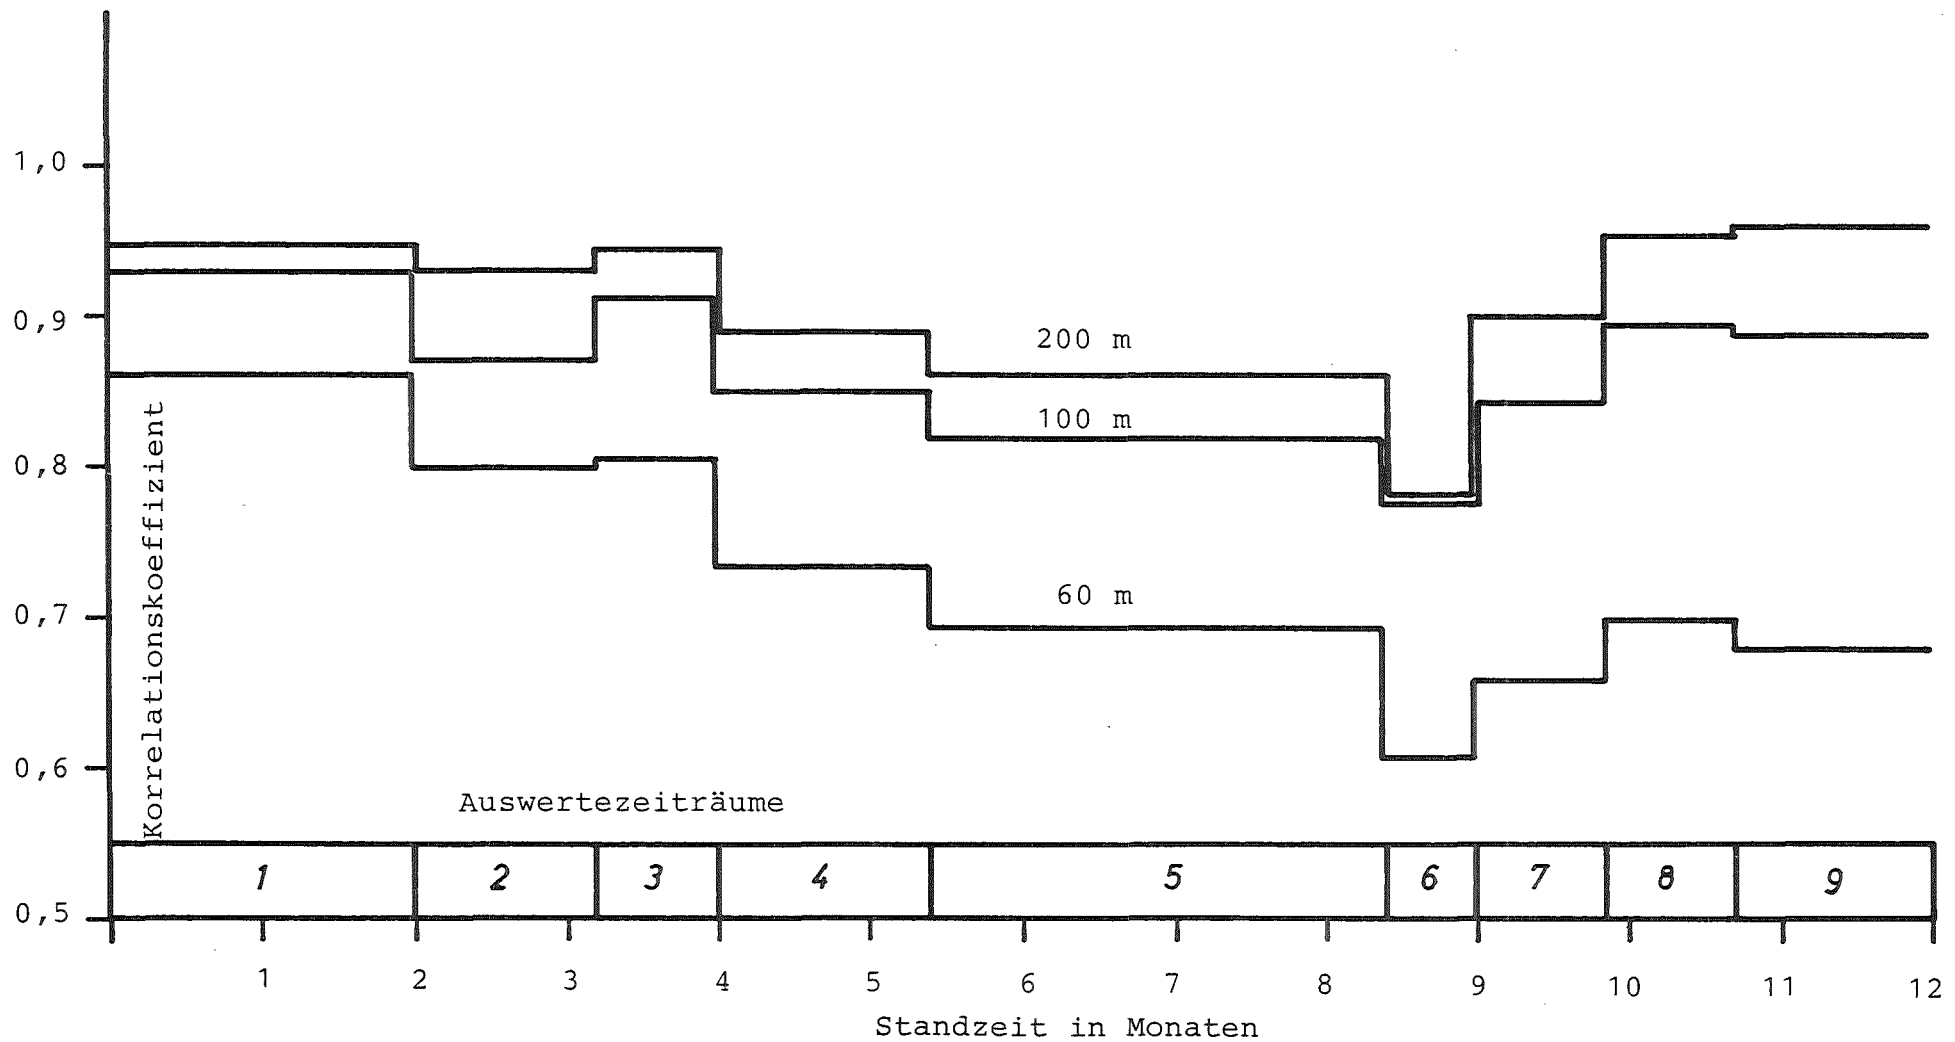 1,0
0,9
0,8
0,7
0,6
0,5
Korrelationskoeffizient
200 m
100 m
60 m
Auswertezeiträume
1 2 3 4 5 6 7 8 9
1 2 3 4 5 6 7 8 9 10 11 12
Standzeit in Monaten